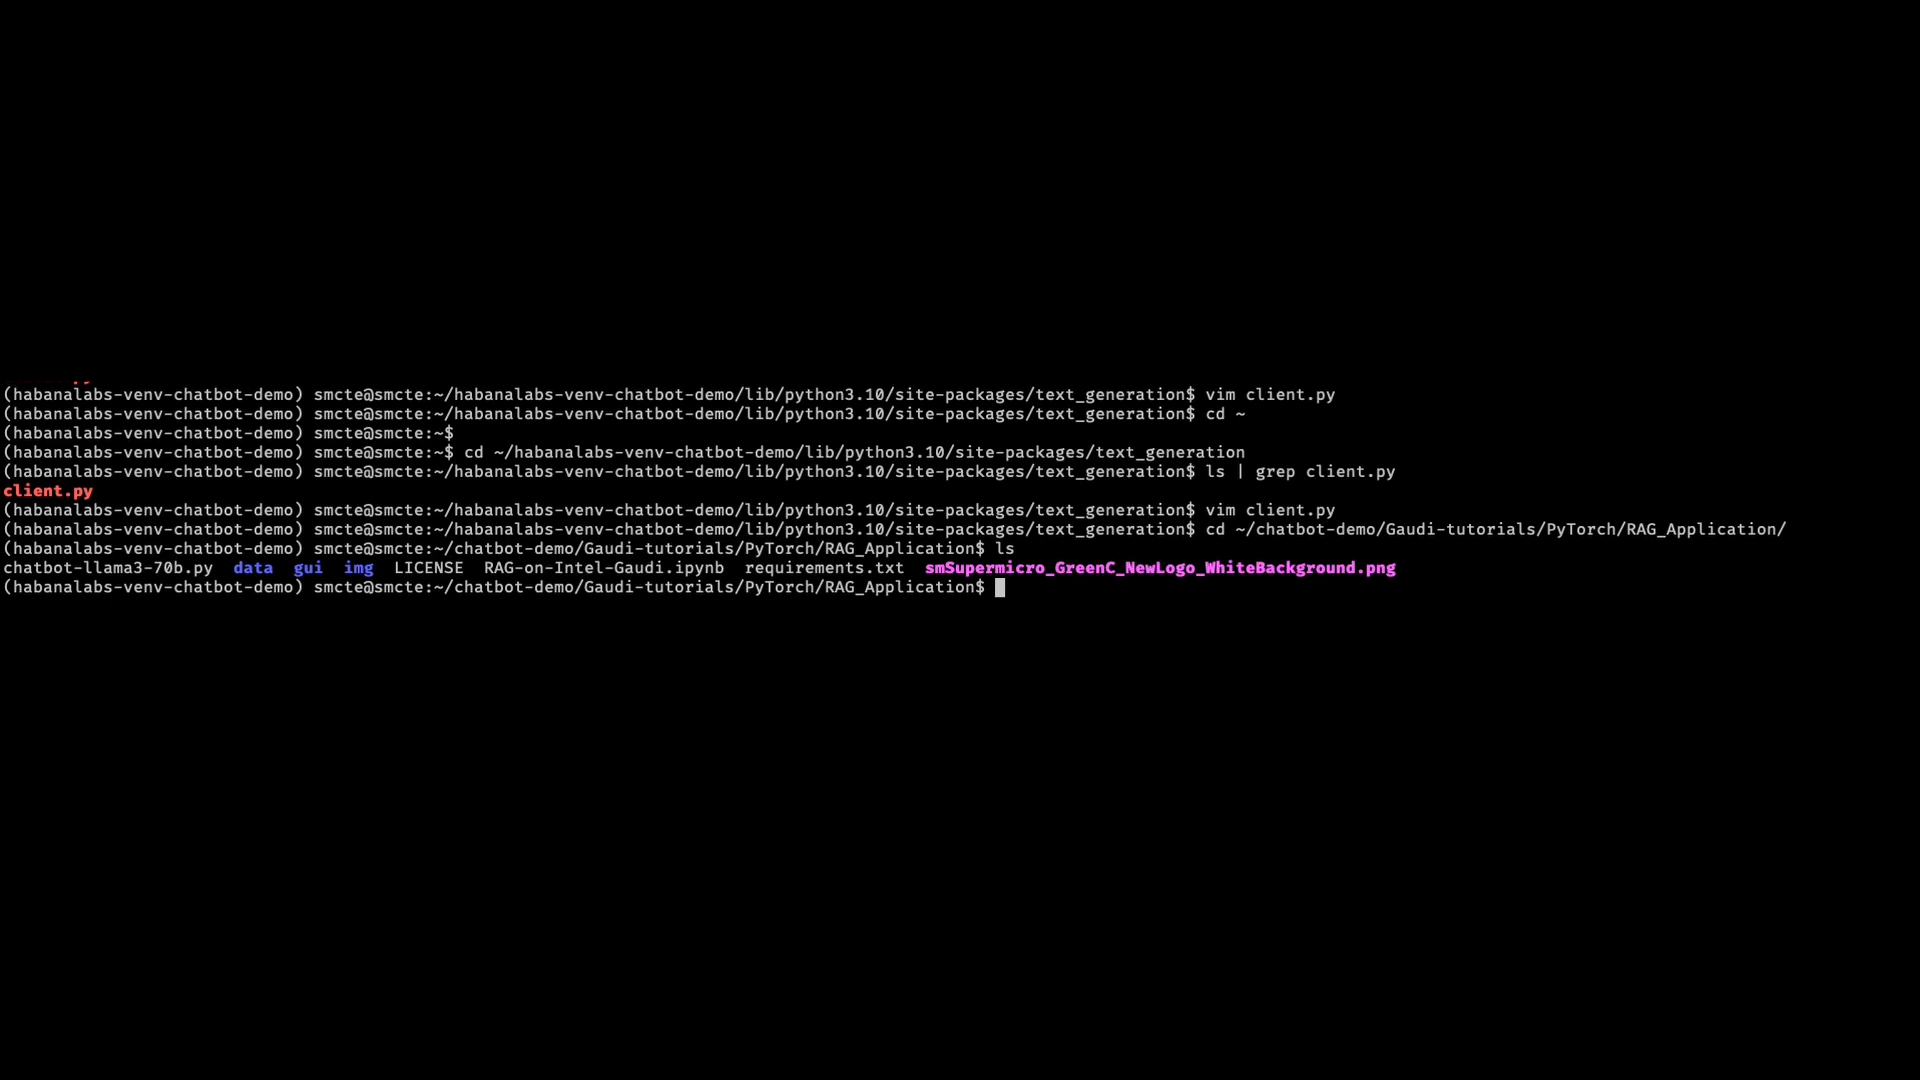 (habanalabs-venv-chatbot-demo) smcte@smcte:~/habanalabs-venv-chatbot-demo/lib/python3.10/site-packages/text_generation$ vim client.py
(habanalabs-venv-chatbot-demo) smcte@smcte:~/habanalabs-venv-chatbot-demo/lib/python3.10/site-packages/text_generation$ cd ~
(habanalabs-venv-chatbot-demo) smcte@smcte:~$
(habanalabs-venv-chatbot-demo) smcte@smcte:~$ cd ~/habanalabs-venv-chatbot-demo/lib/python3.10/site-packages/text_generation
(habanalabs-venv-chatbot-demo) smcte@smcte:~/habanalabs-venv-chatbot-demo/lib/python3.10/site-packages/text_generation$ ls | grep client.py
client.py
(habanalabs-venv-chatbot-demo) smcte@smcte:~/habanalabs-venv-chatbot-demo/lib/python3.10/site-packages/text_generation$ vim client.py
(habanalabs-venv-chatbot-demo) smcte@smcte:~/habanalabs-venv-chatbot-demo/lib/python3.10/site-packages/text_generation$ cd ~/chatbot-demo/Gaudi-tutorials/PyTorch/RAG_Application/
(habanalabs-venv-chatbot-demo) smcte@smcte:~/chatbot-demo/Gaudi-tutorials/PyTorch/RAG_Application$ ls
chatbot-llama3-70b.py  data  gui  img  LICENSE  RAG-on-Intel-Gaudi.ipynb  requirements.txt  smSupermicro_GreenC_NewLogo_WhiteBackground.png
(habanalabs-venv-chatbot-demo) smcte@smcte:~/chatbot-demo/Gaudi-tutorials/PyTorch/RAG_Application$